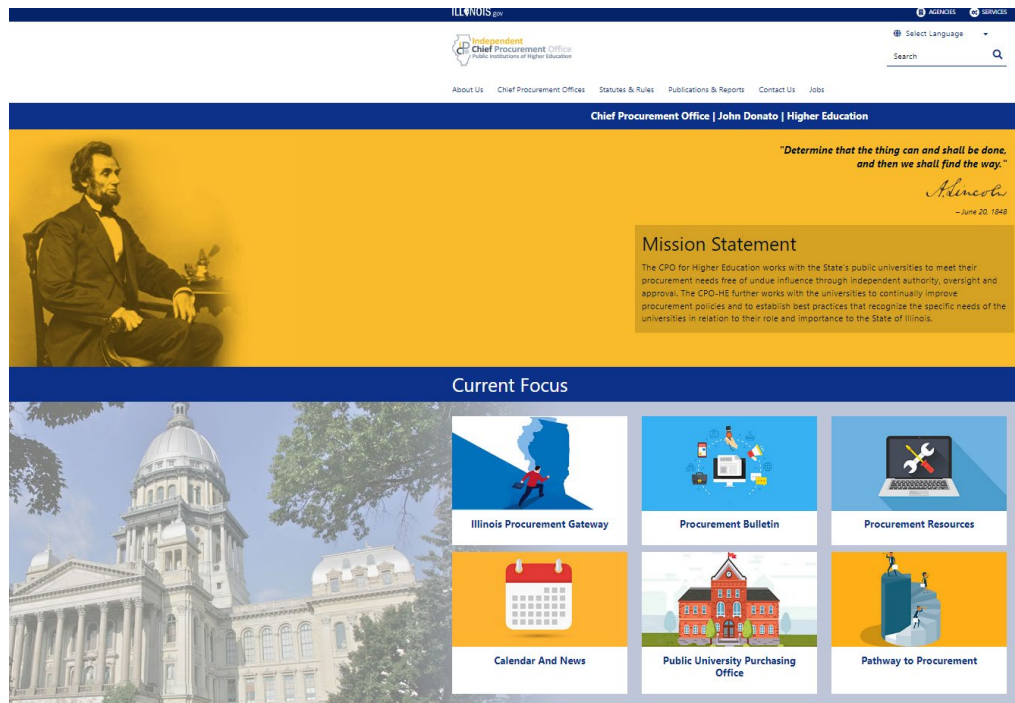 ILLINOIS.gov
AGENCIES
SERVICES
Independent
CP Chief Procurement Office
Public Institutions of Higher Education
Select Language
Search
About Us
Chief Procurement Offices
Statutes & Rules
Publications & Reports
Contact Us
Jobs
Chief Procurement Office | John Donato | Higher Education
"Determine that the thing can and shall be done,
and then we shall find the way."
A. Lincoln
– June 20, 1848
Mission Statement
The CPO for Higher Education works with the State's public universities to meet their
procurement needs free of undue influence through independent authority, oversight and
approval. The CPO-HE further works with the universities to continually improve
procurement policies and to establish best practices that recognize the specific needs of the
universities in relation to their role and importance to the State of Illinois.
Current Focus
Illinois Procurement Gateway
Procurement Bulletin
Procurement Resources
Calendar And News
Public University Purchasing
Office
Pathway to Procurement